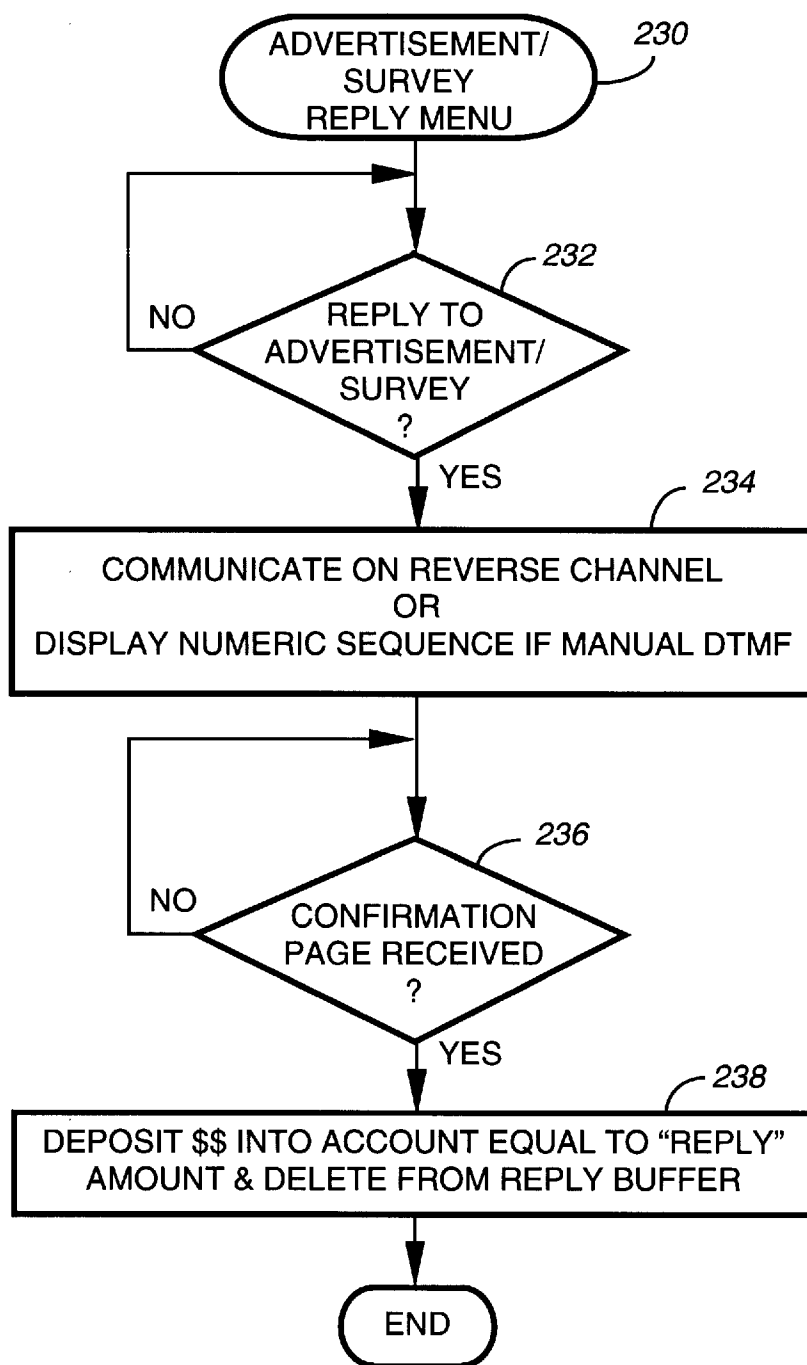 ADVERTISEMENT/
SURVEY
REPLY MENU
230
232
REPLY TO
ADVERTISEMENT/
SURVEY
?
NO
YES
234
COMMUNICATE ON REVERSE CHANNEL
OR
DISPLAY NUMERIC SEQUENCE IF MANUAL DTMF
236
CONFIRMATION
PAGE RECEIVED
?
NO
YES
238
DEPOSIT $$ INTO ACCOUNT EQUAL TO “REPLY”
AMOUNT & DELETE FROM REPLY BUFFER
END